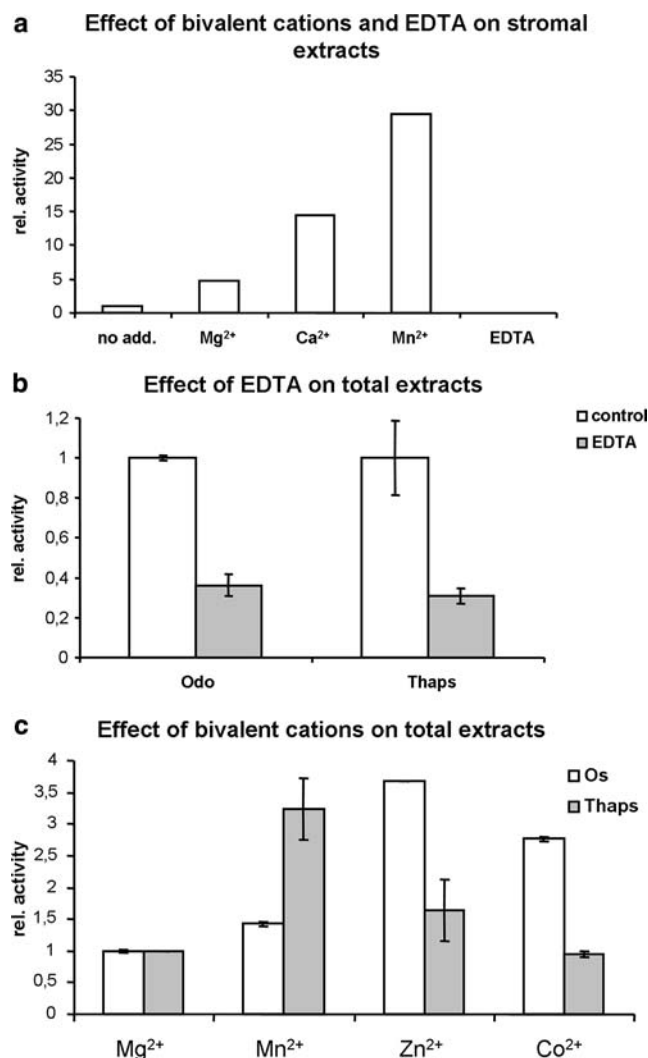 a Effect of bivalent cations and EDTA on stromal
extracts
35
30
25
20
15
10
5
0
rel. activity
no add. Mg²⁺ Ca²⁺ Mn²⁺ EDTA
b Effect of EDTA on total extracts
1,2
1
0,8
0,6
0,4
0,2
0
rel. activity
control
EDTA
Odo Thaps
c Effect of bivalent cations on total extracts
4
3,5
3
2,5
2
1,5
1
0,5
0
rel. activity
Os
Thaps
Mg²⁺ Mn²⁺ Zn²⁺ Co²⁺